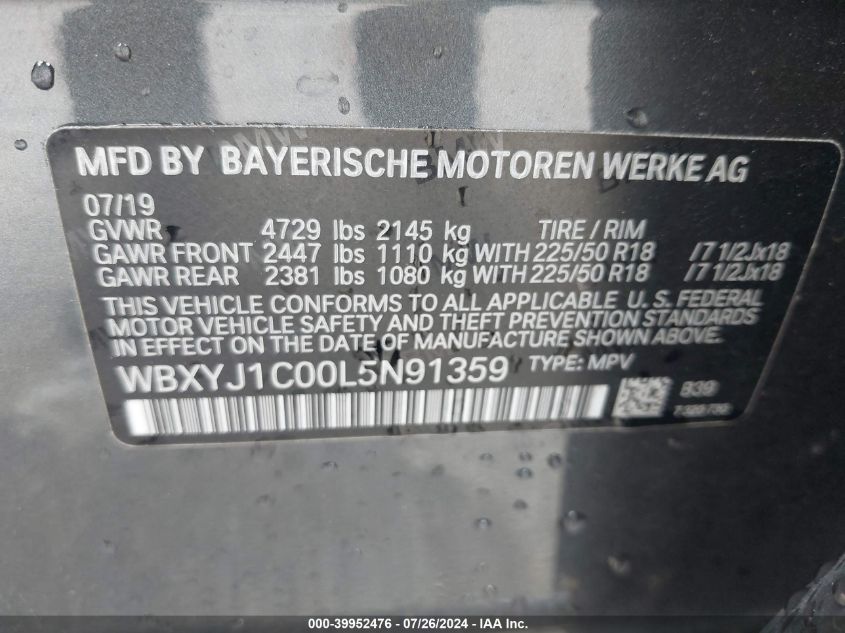 MFD BY BAYERISCHE MOTOREN WERKE AG
07/19
GVWR 4729 lbs 2145 kg TIRE / RIM
GAWR FRONT 2447 lbs 1110 kg WITH 225/50 R18 /7 1/2Jx18
GAWR REAR 2381 lbs 1080 kg WITH 225/50 R18 /7 1/2Jx18
THIS VEHICLE CONFORMS TO ALL APPLICABLE U. S. FEDERAL
MOTOR VEHICLE SAFETY AND THEFT PREVENTION STANDARDS
IN EFFECT ON THE DATE OF MANUFACTURE SHOWN ABOVE.
WBXYJ1C00L5N91359 TYPE: MPV
000-39952476 / 07/26/2024 - IAA Inc.